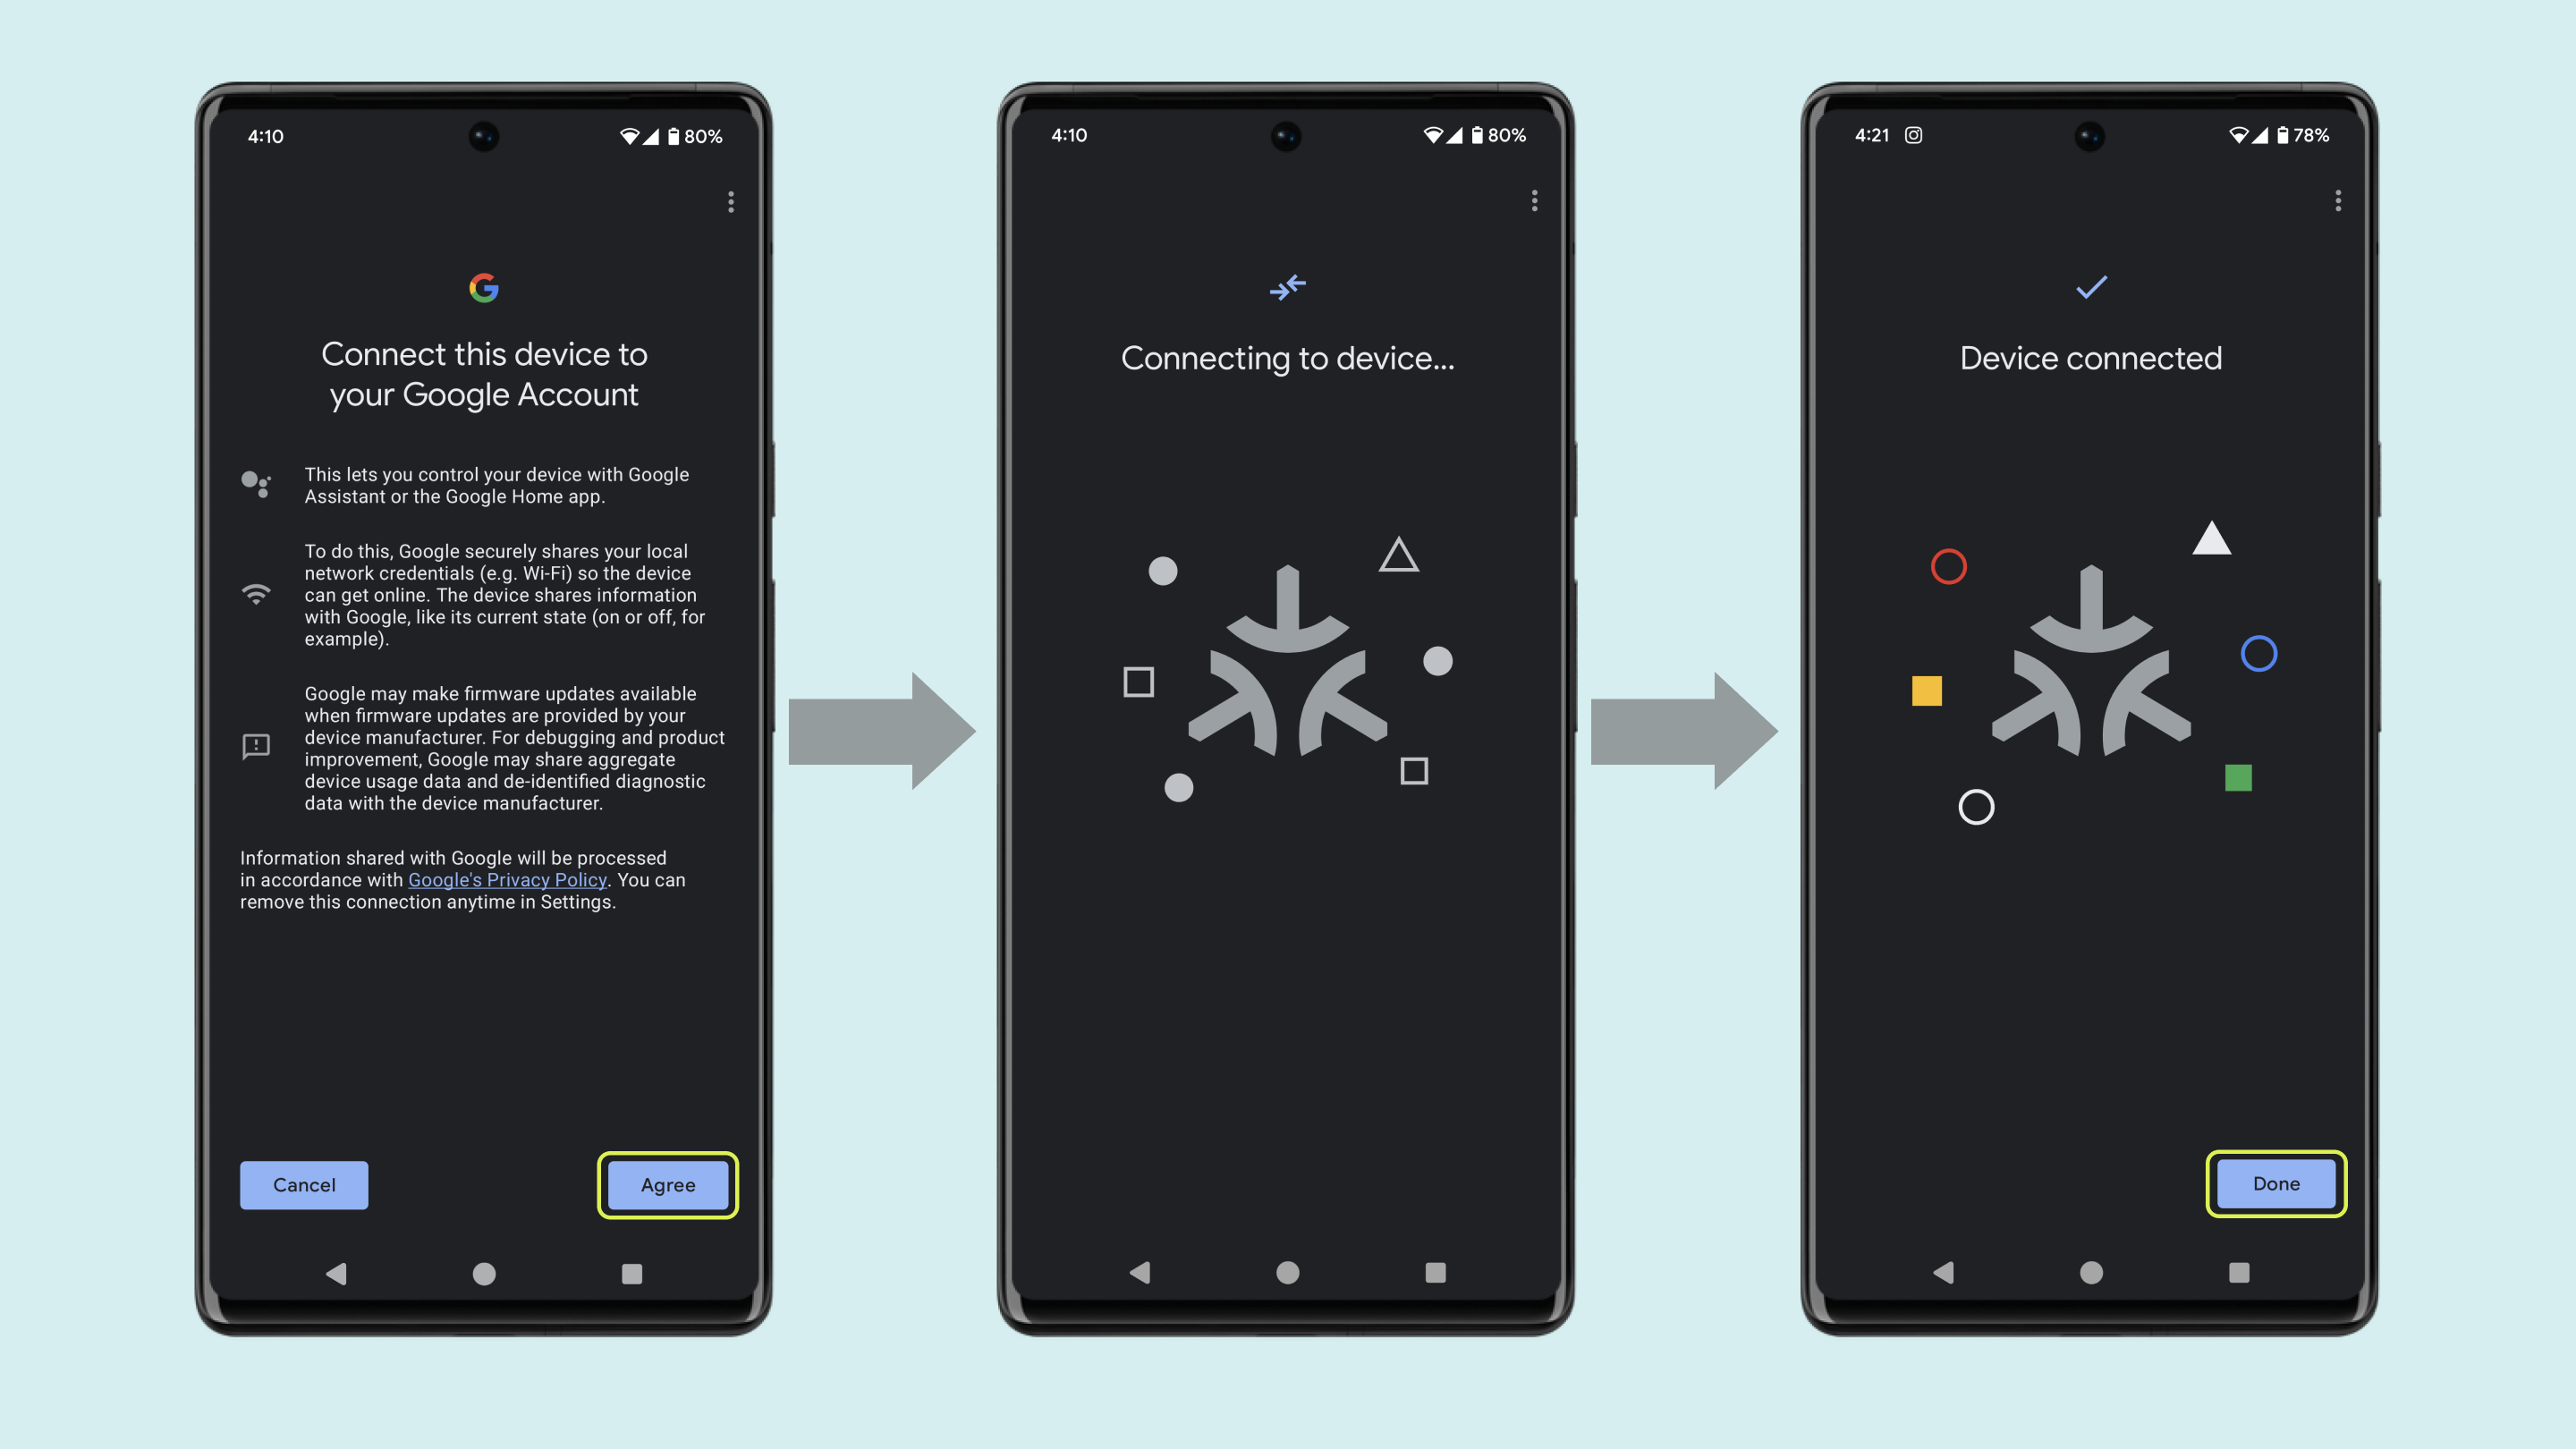 4:10
80%
Connect this device to
your Google Account
This lets you control your device with Google
Assistant or the Google Home app.
To do this, Google securely shares your local
network credentials (e.g. Wi-Fi) so the device
can get online. The device shares information
with Google, like its current state (on or off, for
example).
Google may make firmware updates available
when firmware updates are provided by your
device manufacturer. For debugging and product
improvement, Google may share aggregate
device usage data and de-identified diagnostic
data with the device manufacturer.
Information shared with Google will be processed
in accordance with Google's Privacy Policy. You can
remove this connection anytime in Settings.
Cancel
Agree
4:10
80%
Connecting to device...
4:21
78%
Device connected
Done